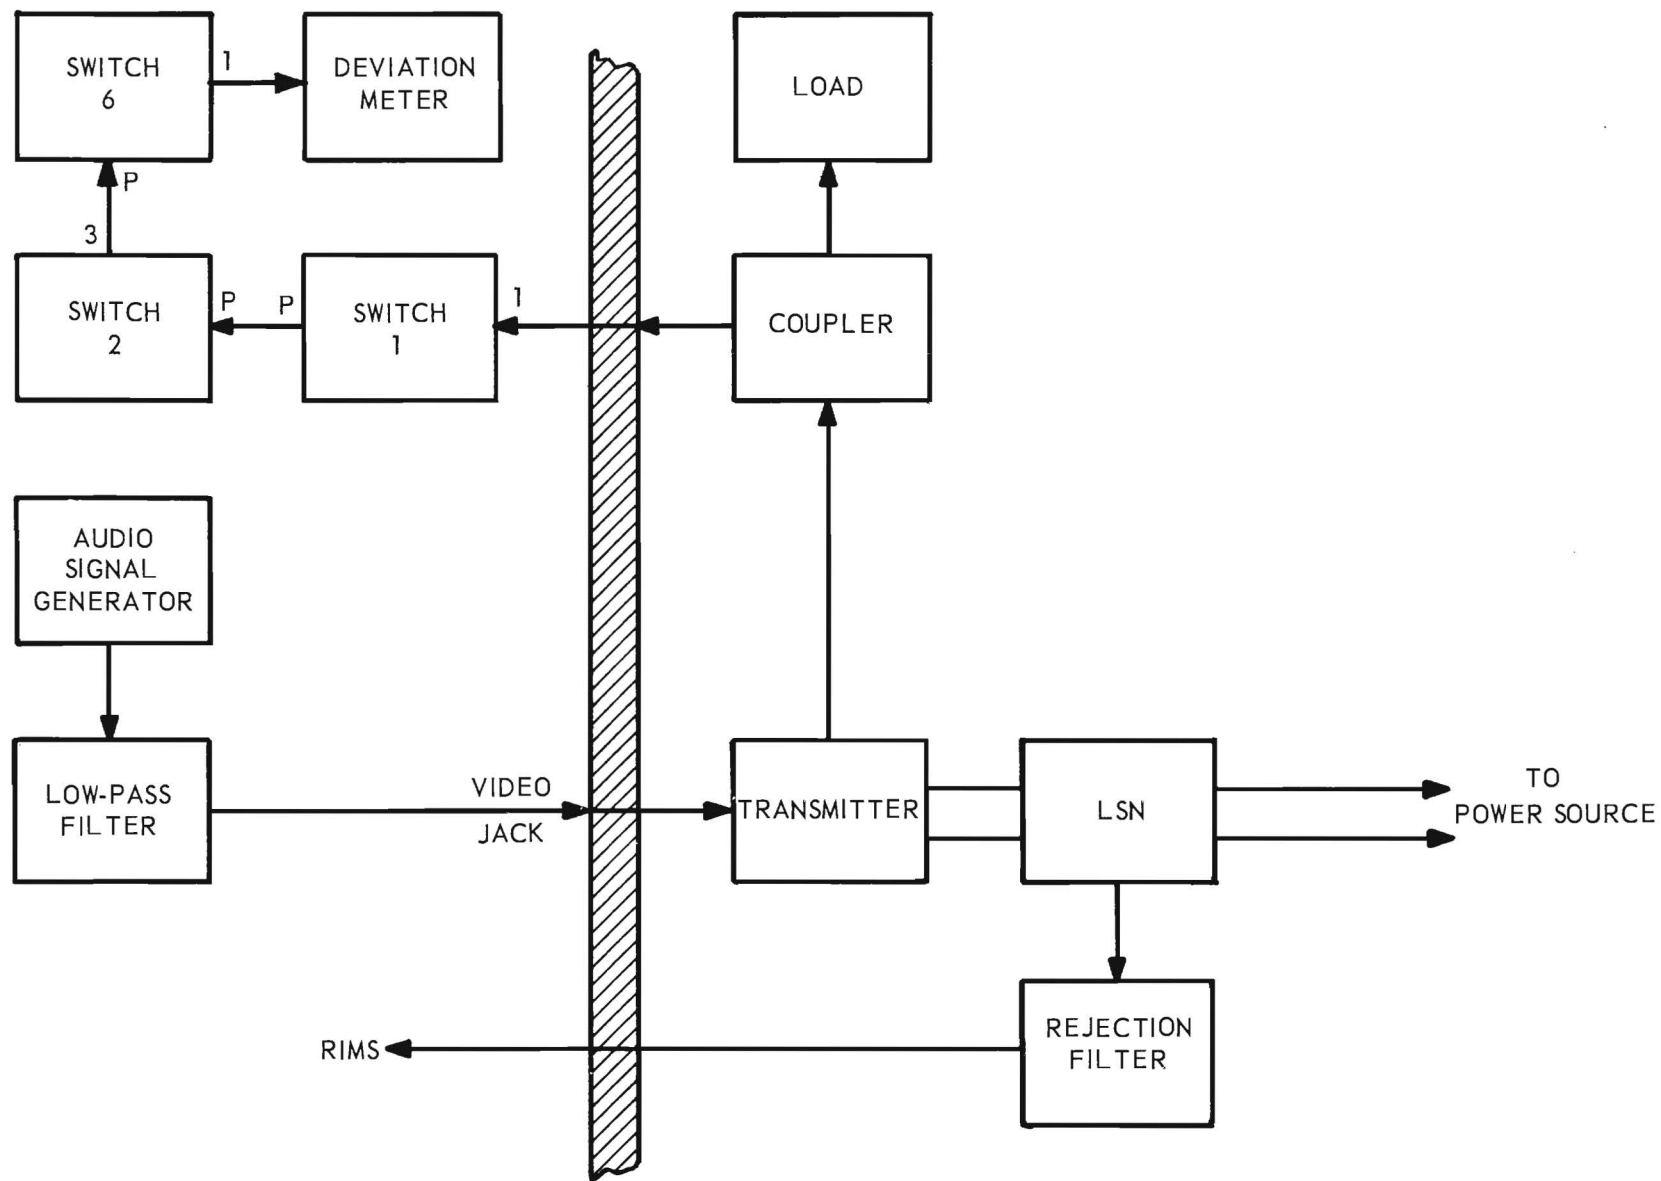 SWITCH
6
1
DEVIATION
METER
LOAD
P
3
SWITCH
2
P
P
SWITCH
1
1
COUPLER
AUDIO
SIGNAL
GENERATOR
LOW-PASS
FILTER
VIDEO
JACK
TRANSMITTER
LSN
TO
POWER SOURCE
RIMS
REJECTION
FILTER